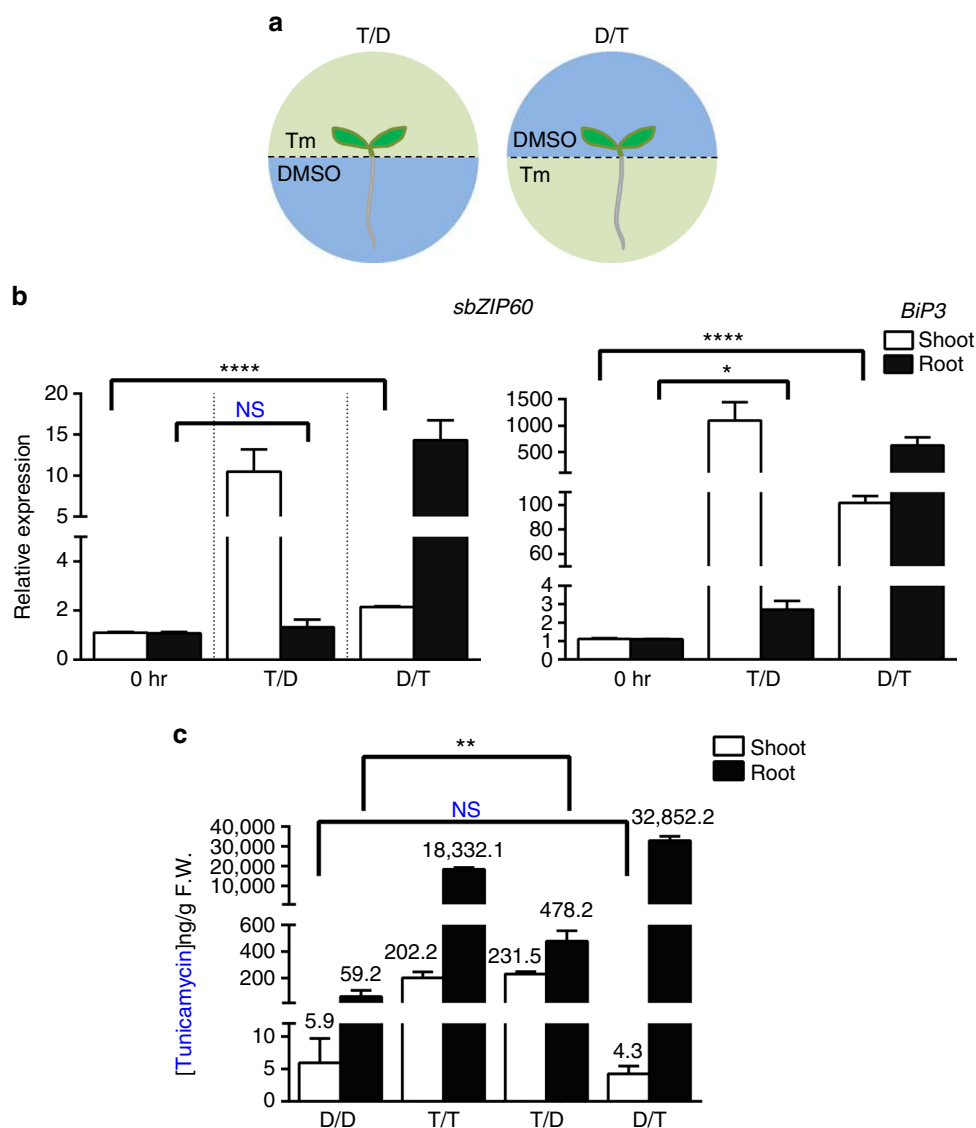 a
T/D
D/T
Tm
DMSO
DMSO
Tm
b
sbZIP60
BiP3
Shoot
Root
****
NS
****
*
Relative expression
20
15
10
5
4
2
0
0 hr
T/D
D/T
1500
1000
500
100
80
60
4
3
2
1
0
0 hr
T/D
D/T
c
Shoot
Root
**
NS
[Tunicamycin]ng/g F.W.
40,000
30,000
20,000
10,000
600
400
200
10
5
0
5.9
59.2
202.2
18,332.1
231.5
478.2
4.3
32,852.2
D/D
T/T
T/D
D/T